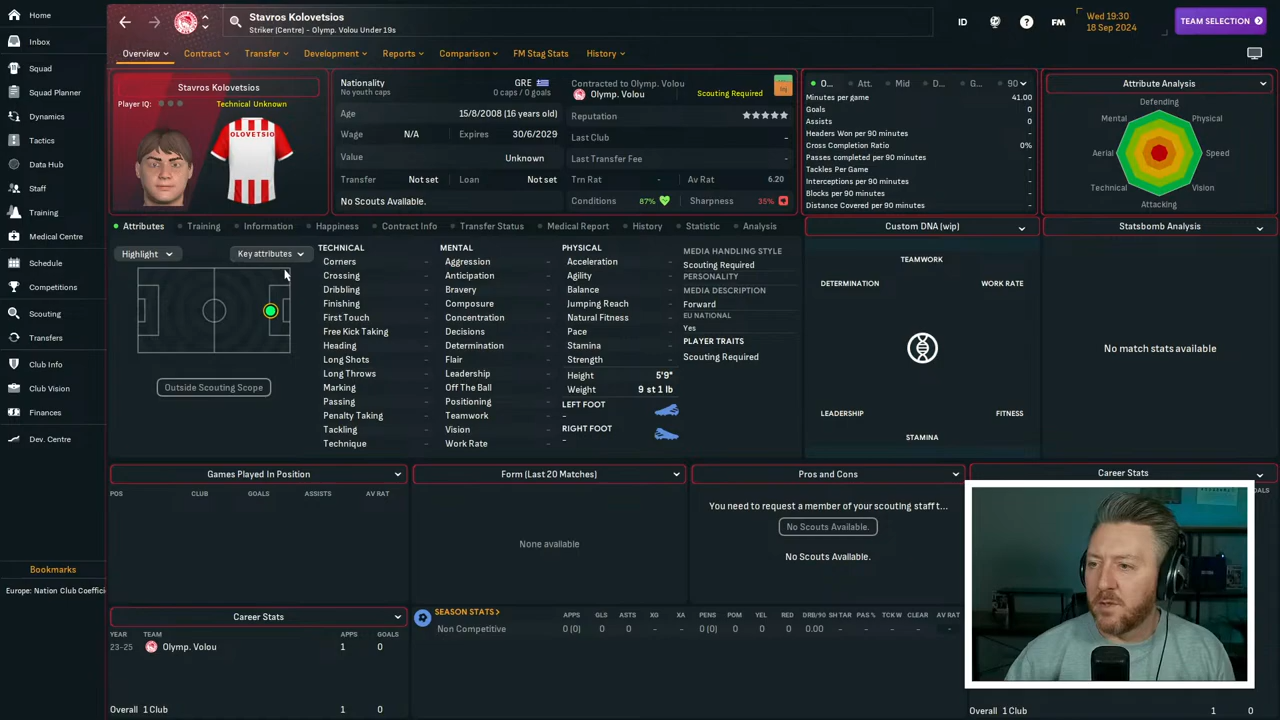 Home
Inbox
Squad
Squad Planner
Dynamics
Tactics
Data Hub
Staff
Training
Medical Centre
Schedule
Competitions
Scouting
Transfers
Club Info
Club Vision
Finances
Dev. Centre
Bookmarks
Europe: Nation Club Coeffici
Stavros Kolovetsios
Striker (Centre) - Olymp. Volou Under 19s
ID
FM
Wed 19:30
18 Sep 2024
TEAM SELECTION
Overview Contract Transfer Development Reports Comparison FM Stag Stats History
Stavros Kolovetsios
Player IQ: Technical Unknown
OLOVETSIO
Nationality GRE
No youth caps 0 caps / 0 goals
Age 15/8/2008 (16 years old)
Wage N/A Expires 30/6/2029
Value Unknown
Transfer Not set Loan Not set
No Scouts Available.
Contracted to Olymp. Volou
Olymp. Volou Scouting Required
Reputation
Last Club -
Last Transfer Fee -
Trn Rat - Av Rat 6.20
Conditions 87% Sharpness 35%
O... Att. Mid D... G... 90
Minutes per game 41.00
Goals 0
Assists 0
Headers Won per 90 minutes -
Cross Completion Ratio 0%
Passes completed per 90 minutes -
Tackles Per Game -
Interceptions per 90 minutes -
Blocks per 90 minutes -
Distance Covered per 90 minutes -
Attribute Analysis
Defending
Mental Physical
Aerial Speed
Technical Vision
Attacking
Attributes Training Information Happiness Contract Info Transfer Status Medical Report History Statistic Analysis
Highlight Key attributes
Outside Scouting Scope
TECHNICAL
Corners -
Crossing -
Dribbling -
Finishing -
First Touch -
Free Kick Taking -
Heading -
Long Shots -
Long Throws -
Marking -
Passing -
Penalty Taking -
Tackling -
Technique -
MENTAL
Aggression -
Anticipation -
Bravery -
Composure -
Concentration -
Decisions -
Determination -
Flair -
Leadership -
Off The Ball -
Positioning -
Teamwork -
Vision -
Work Rate -
PHYSICAL
Acceleration -
Agility -
Balance -
Jumping Reach -
Natural Fitness -
Pace -
Stamina -
Strength -
Height 5'9"
Weight 9 st 1 lb
LEFT FOOT
-
RIGHT FOOT
-
MEDIA HANDLING STYLE
Scouting Required
PERSONALITY
MEDIA DESCRIPTION
Forward
EU NATIONAL
Yes
PLAYER TRAITS
Scouting Required
Custom DNA (wip)
TEAMWORK
DETERMINATION WORK RATE
LEADERSHIP FITNESS
STAMINA
Statsbomb Analysis
No match stats available
Games Played In Position
POS CLUB GOALS ASSISTS AV RAT
Form (Last 20 Matches)
None available
Pros and Cons
You need to request a member of your scouting staff t...
No Scouts Available.
No Scouts Available.
Career Stats
OALS
Career Stats
YEAR TEAM APPS GOALS
23-25 Olymp. Volou 1 0
Overall 1 Club 1 0
SEASON STATS > APPS GLS ASTS XG XA PENS POM YEL RED DRB/90 SH TAR PAS % TCK W CLEAR AV RAT
Non Competitive 0 (0) 0 0 - - 0 (0) 0 0 0 0.00 - - - - -
Overall 1 Club 1 0